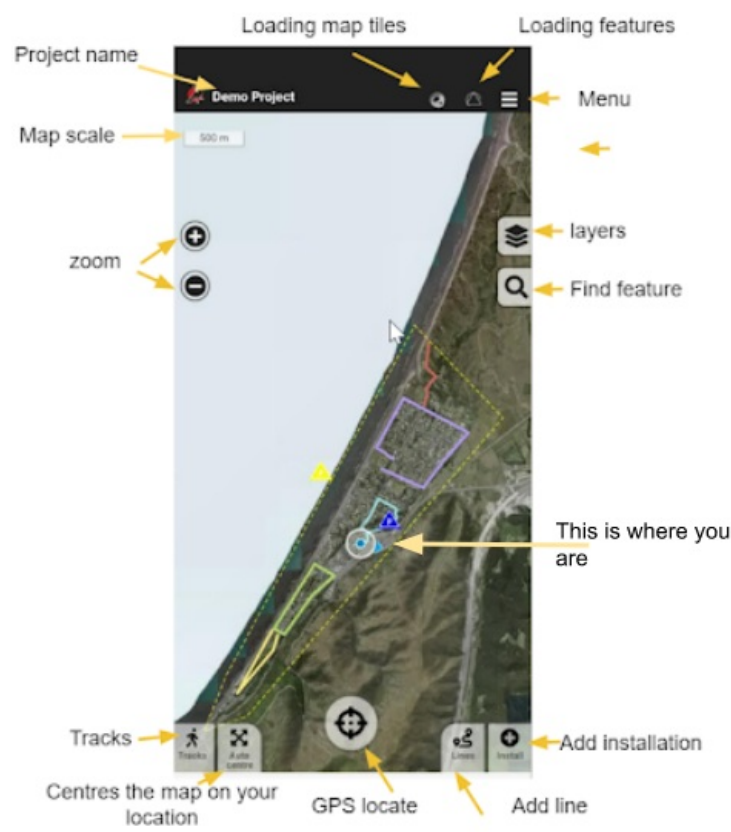 Loading map tiles
Loading features
Project name
Demo Project
Menu
Map scale
500 m
zoom
layers
Find feature
This is where you
are
Tracks
Tracks
Auto
centre
Lines
Install
Add installation
Centres the map on your
location
GPS locate
Add line